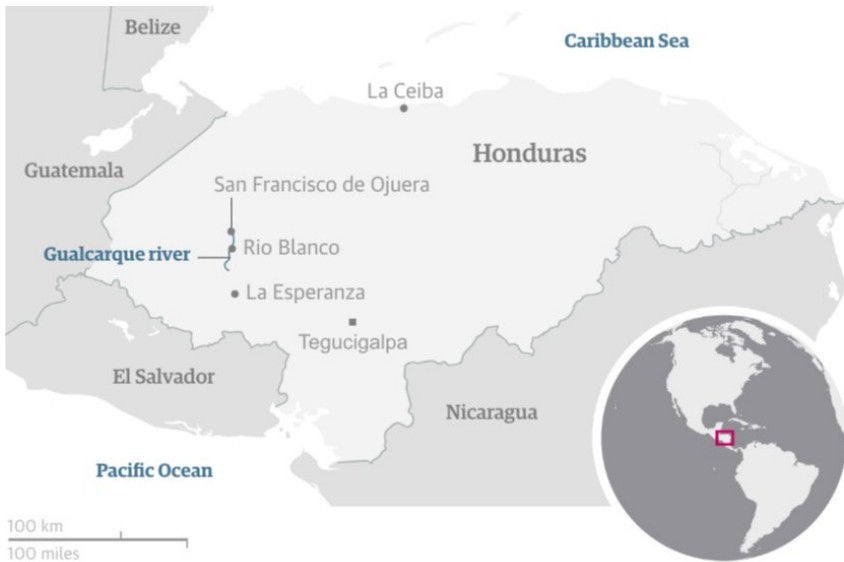 Belize
Caribbean Sea
La Ceiba
Honduras
Guatemala
San Francisco de Ojuera
Gualcarque river
Rio Blanco
La Esperanza
Tegucigalpa
El Salvador
Nicaragua
Pacific Ocean
100 km
100 miles